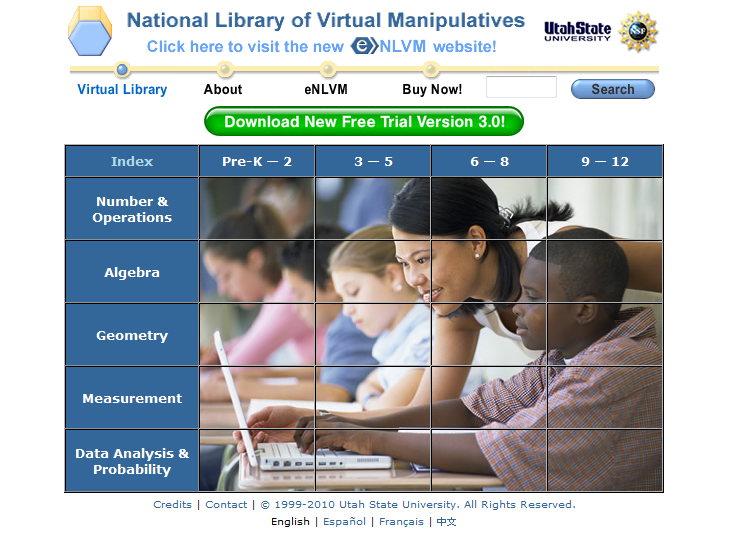 National Library of Virtual Manipulatives
Click here to visit the new eNLVM website!
UtahState
UNIVERSITY
NSF
Virtual Library About eNLVM Buy Now! Search
Download New Free Trial Version 3.0!
Index Pre-K — 2 3 — 5 6 — 8 9 — 12
Number &
Operations
Algebra
Geometry
Measurement
Data Analysis &
Probability
Credits | Contact | © 1999-2010 Utah State University. All Rights Reserved.
English | Español | Français | 中文